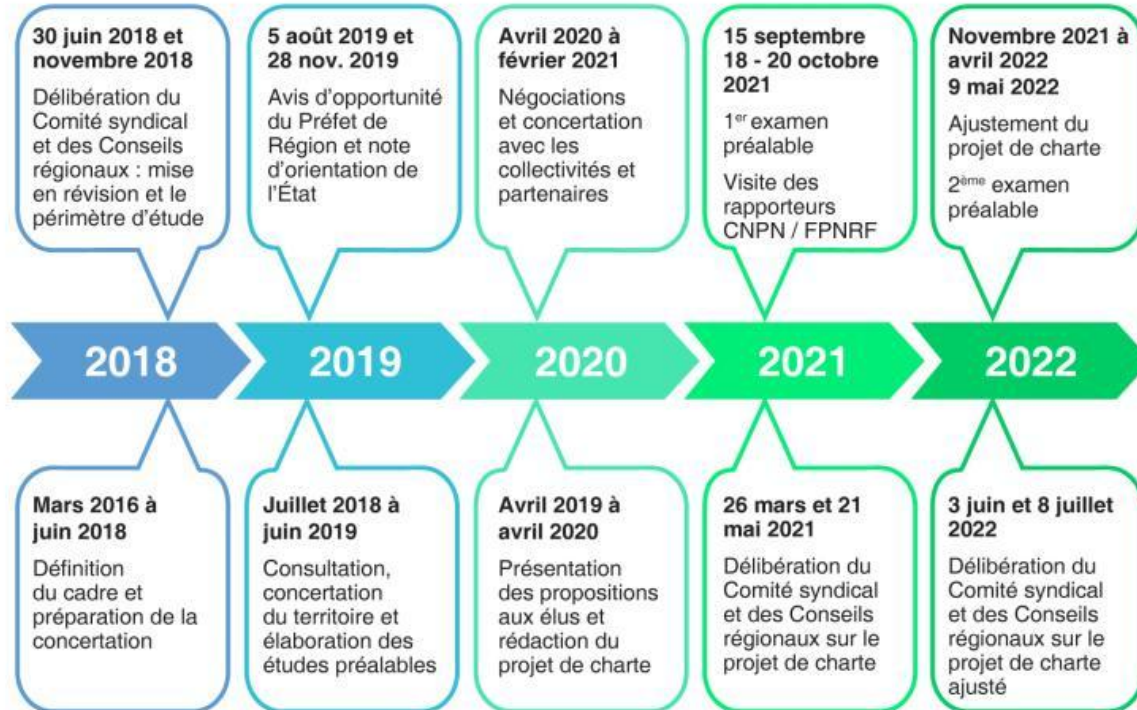 30 juin 2018 et
novembre 2018
Délibération du
Comité syndical
et des Conseils
régionaux : mise
en révision et le
périmètre d’étude
5 août 2019 et
28 nov. 2019
Avis d’opportunité
du Préfet de
Région et note
d’orientation de
l’État
Avril 2020 à
février 2021
Négociations
et concertation
avec les
collectivités et
partenaires
15 septembre
18 - 20 octobre
2021
1er examen
préalable
Visite des
rapporteurs
CNPN / FPNRF
Novembre 2021 à
avril 2022
9 mai 2022
Ajustement du
projet de charte
2ème examen
préalable
2018
2019
2020
2021
2022
Mars 2016 à
juin 2018
Définition
du cadre et
préparation de la
concertation
Juillet 2018 à
juin 2019
Consultation,
concertation
du territoire et
élaboration des
études préalables
Avril 2019 à
avril 2020
Présentation
des propositions
aux élus et
rédaction du
projet de charte
26 mars et 21
mai 2021
Délibération du
Comité syndical
et des Conseils
régionaux sur le
projet de charte
3 juin et 8 juillet
2022
Délibération du
Comité syndical
et des Conseils
régionaux sur le
projet de charte
ajusté